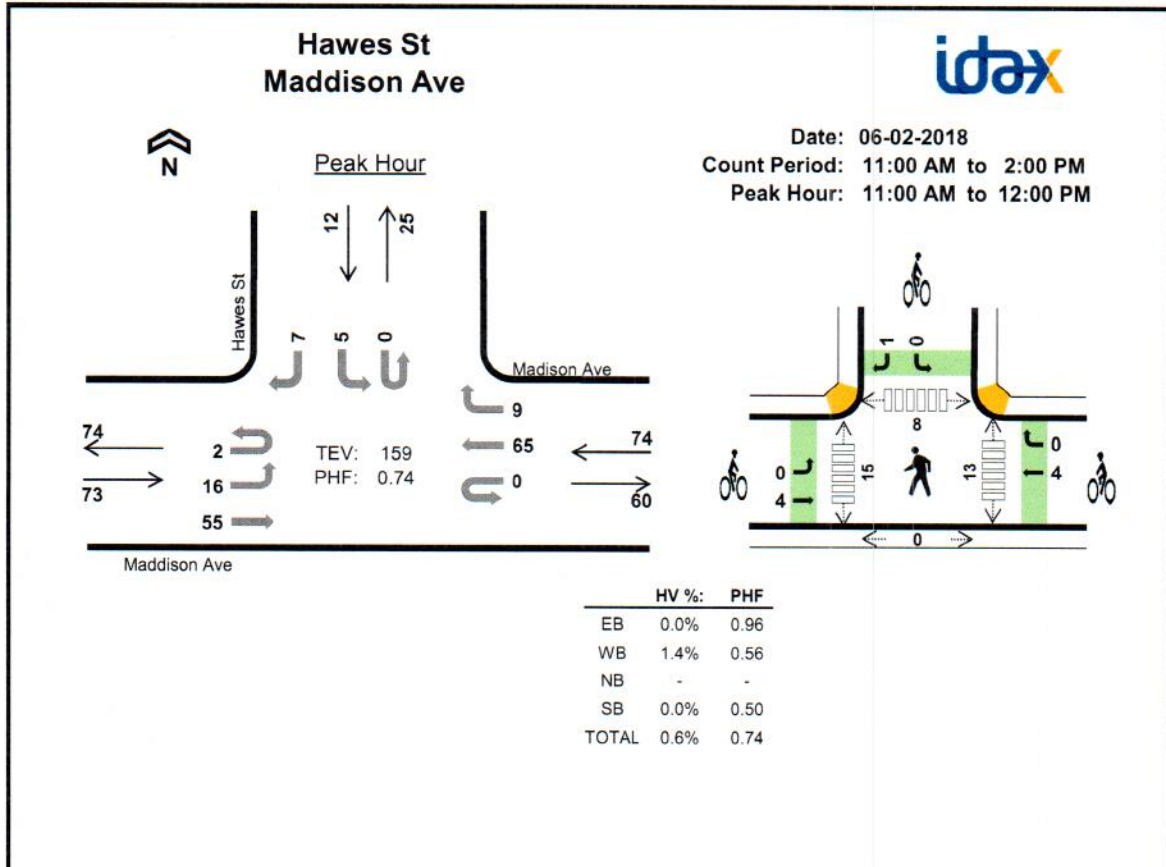 Hawes St
Maddison Ave
idax
Date: 06-02-2018
Count Period: 11:00 AM to 2:00 PM
Peak Hour: 11:00 AM to 12:00 PM
N
Peak Hour
12
25
Hawes St
7
5
0
Madison Ave
9
65
0
74
60
74
73
2
16
55
TEV: 159
PHF: 0.74
Maddison Ave
1
0
8
0
4
15
13
0
4
0
HV %: PHF
EB 0.0% 0.96
WB 1.4% 0.56
NB - -
SB 0.0% 0.50
TOTAL 0.6% 0.74